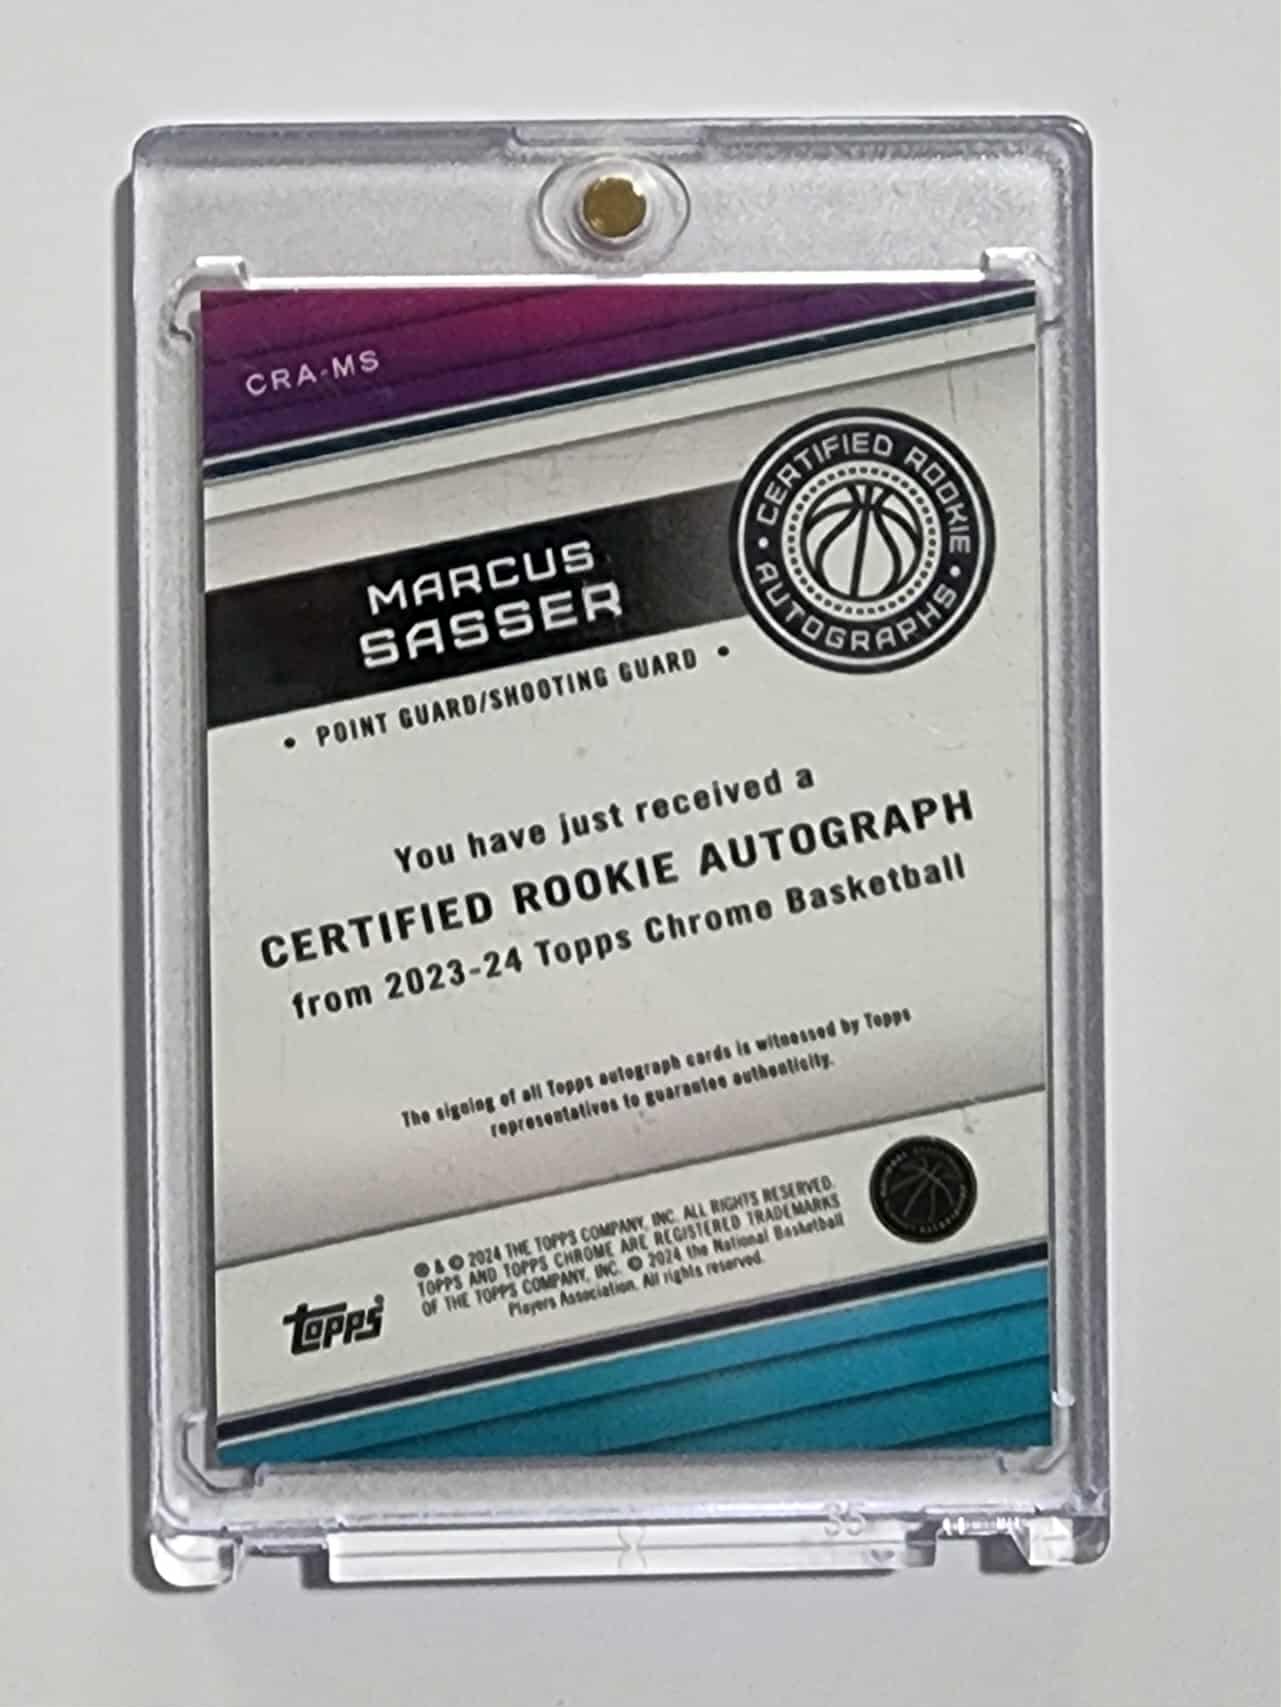 CRA-MS
CERTIFIED ROOKIE
• AUTOGRAPHS •
MARCUS
SASSER
• POINT GUARD/SHOOTING GUARD •
You have just received a
CERTIFIED ROOKIE AUTOGRAPH
from 2023-24 Topps Chrome Basketball
The signing of all Topps autograph cards is witnessed by Topps
representatives to guarantee authenticity.
® & © 2024 THE TOPPS COMPANY, INC. ALL RIGHTS RESERVED.
TOPPS AND TOPPS CHROME ARE REGISTERED TRADEMARKS
OF THE TOPPS COMPANY, INC. © 2024 the National Basketball
Players Association. All rights reserved.
topps®
35